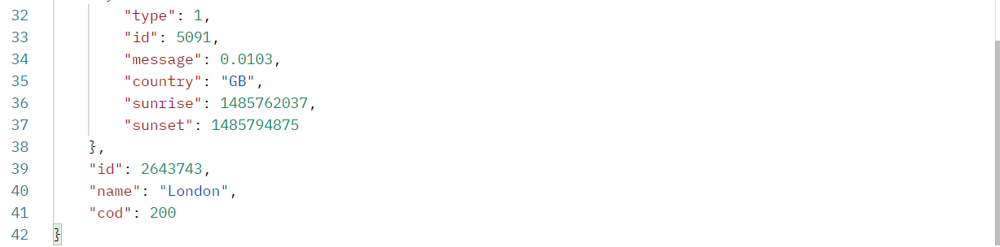 32 "type": 1,
33 "id": 5091,
34 "message": 0.0103,
35 "country": "GB",
36 "sunrise": 1485762037,
37 "sunset": 1485794875
38 },
39 "id": 2643743,
40 "name": "London",
41 "cod": 200
42 }